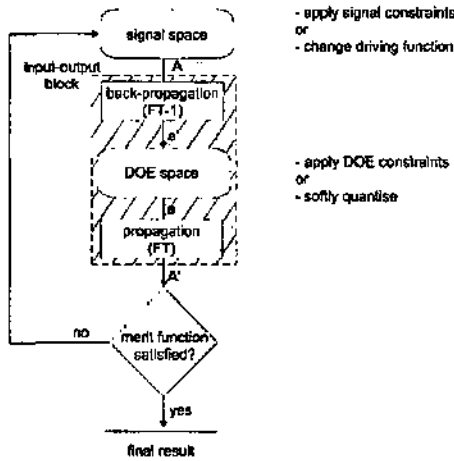 signal space
- apply signal constraints
or
- change driving function
A
input-output
block
back-propagation
(FT-1)
a'
DOE space
- apply DOE constraints
or
- softly quantise
a
propagation
(FT)
A'
no
merit function
satisfied?
yes
final result